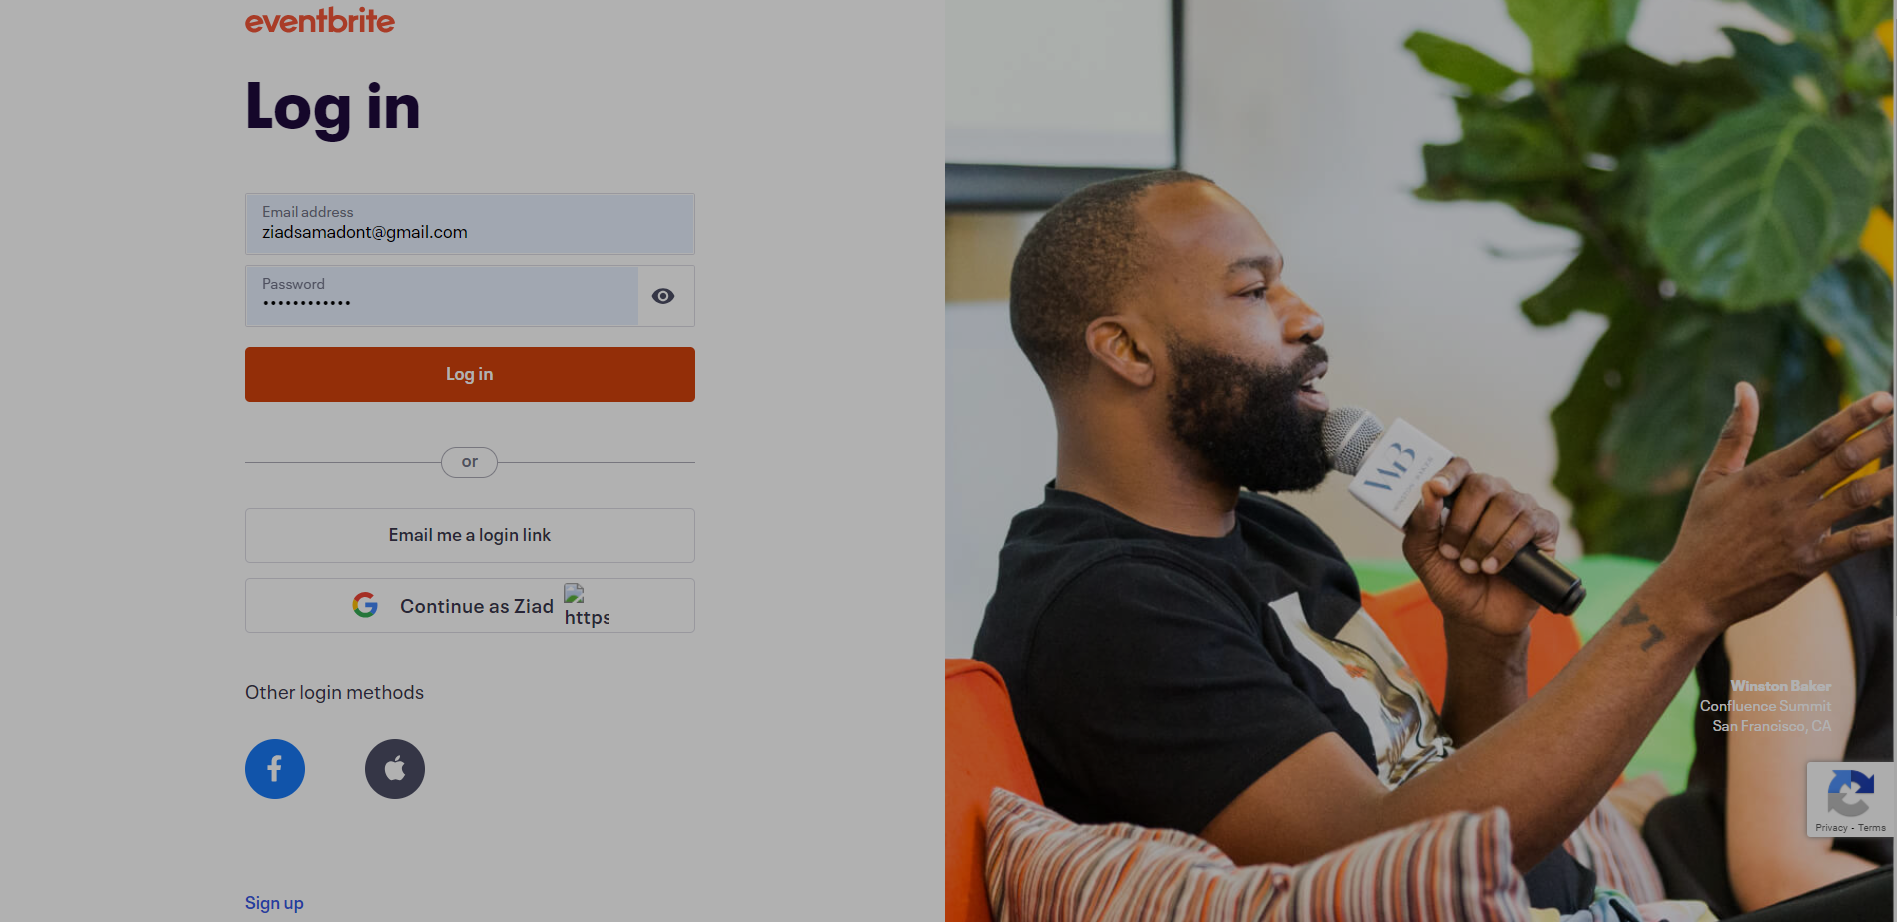 eventbrite
Log in
Email address
ziadsamadont@gmail.com
Password
Log in
or
Email me a login link
Continue as Ziad
https
Other login methods
Sign up
WB
Winston Baker
Confluence Summit
San Francisco, CA
Privacy - Terms